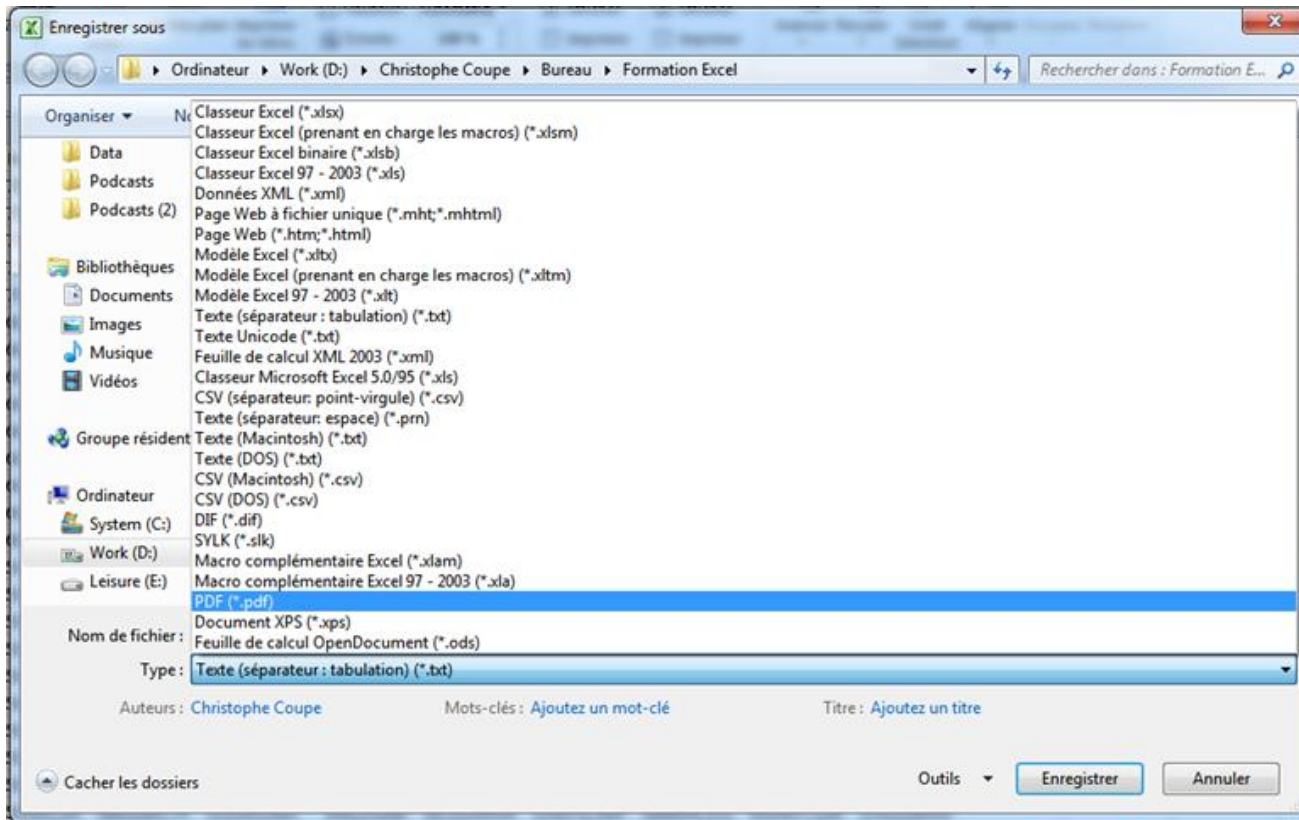 Enregistrer sous
Ordinateur Work (D:) Christophe Coupe Bureau Formation Excel
Rechercher dans : Formation E...
Organiser
Data
Podcasts
Podcasts (2)
Bibliothèques
Documents
Images
Musique
Vidéos
Groupe résident
Ordinateur
System (C:)
Work (D:)
Leisure (E:)
Classeur Excel (*.xlsx)
Classeur Excel (prenant en charge les macros) (*.xlsm)
Classeur Excel binaire (*.xlsb)
Classeur Excel 97 - 2003 (*.xls)
Données XML (*.xml)
Page Web à fichier unique (*.mht;*.mhtml)
Page Web (*.htm;*.html)
Modèle Excel (*.xltx)
Modèle Excel (prenant en charge les macros) (*.xltm)
Modèle Excel 97 - 2003 (*.xlt)
Texte (séparateur : tabulation) (*.txt)
Texte Unicode (*.txt)
Feuille de calcul XML 2003 (*.xml)
Classeur Microsoft Excel 5.0/95 (*.xls)
CSV (séparateur: point-virgule) (*.csv)
Texte (séparateur: espace) (*.prn)
Texte (Macintosh) (*.txt)
Texte (DOS) (*.txt)
CSV (Macintosh) (*.csv)
CSV (DOS) (*.csv)
DIF (*.dif)
SYLK (*.slk)
Macro complémentaire Excel (*.xlam)
Macro complémentaire Excel 97 - 2003 (*.xla)
PDF (*.pdf)
Document XPS (*.xps)
Feuille de calcul OpenDocument (*.ods)
Nom de fichier :
Type : Texte (séparateur : tabulation) (*.txt)
Auteurs : Christophe Coupe Mots-clés : Ajoutez un mot-clé Titre : Ajoutez un titre
Cacher les dossiers Outils Enregistrer Annuler